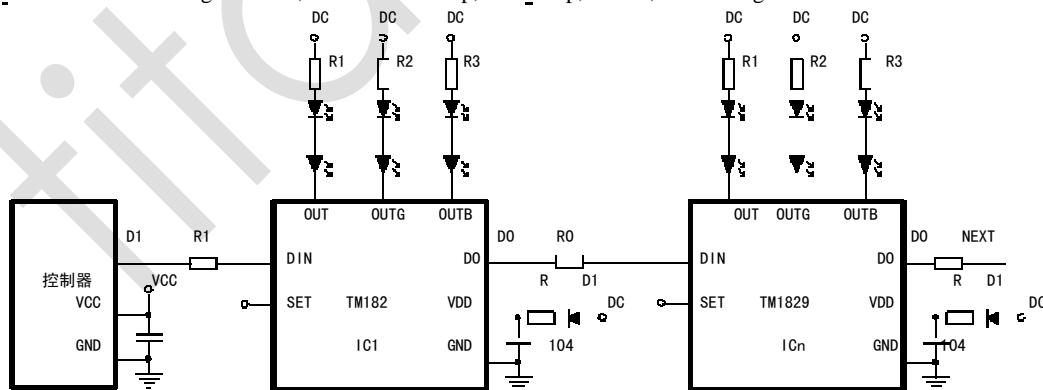 DC DC DC DC DC DC
R1 R2 R3 R1 R2 R3
OUT OUTG OUTB OUT OUTG OUTB
D1 R1 DO RO DO NEXT
DIN DO DIN DO
控制器 VCC R D1 R D1
VCC SET TM182 VDD DC SET TM1829 VDD DC
GND IC1 GND 104 ICn GND 104